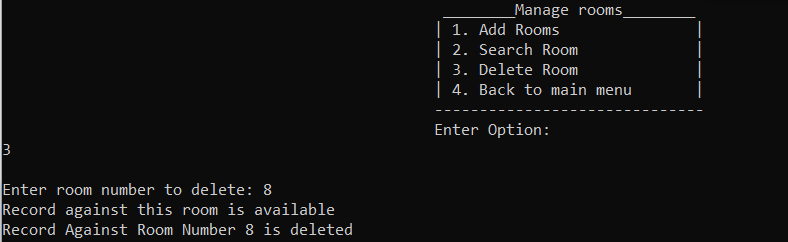 ________Manage rooms________
| 1. Add Rooms |
| 2. Search Room |
| 3. Delete Room |
| 4. Back to main menu |
------------------------------
Enter Option:
3
Enter room number to delete: 8
Record against this room is available
Record Against Room Number 8 is deleted